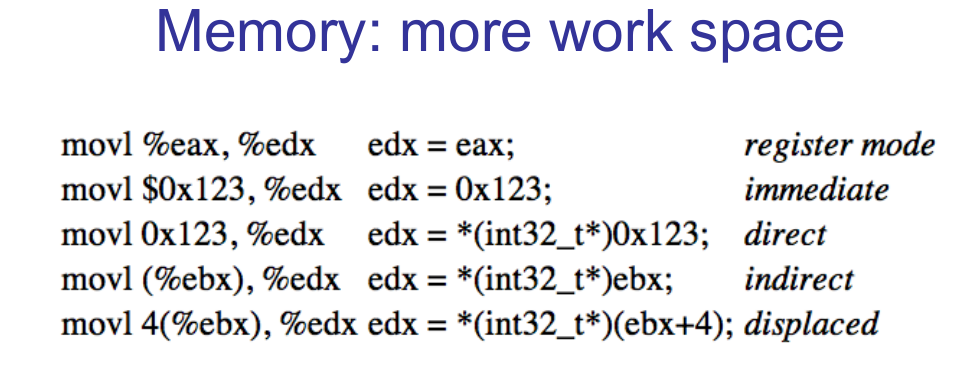 Memory: more work space
movl %eax, %edx edx = eax; register mode
movl $0x123, %edx edx = 0x123; immediate
movl 0x123, %edx edx = *(int32_t*)0x123; direct
movl (%ebx), %edx edx = *(int32_t*)ebx; indirect
movl 4(%ebx), %edx edx = *(int32_t*)(ebx+4); displaced